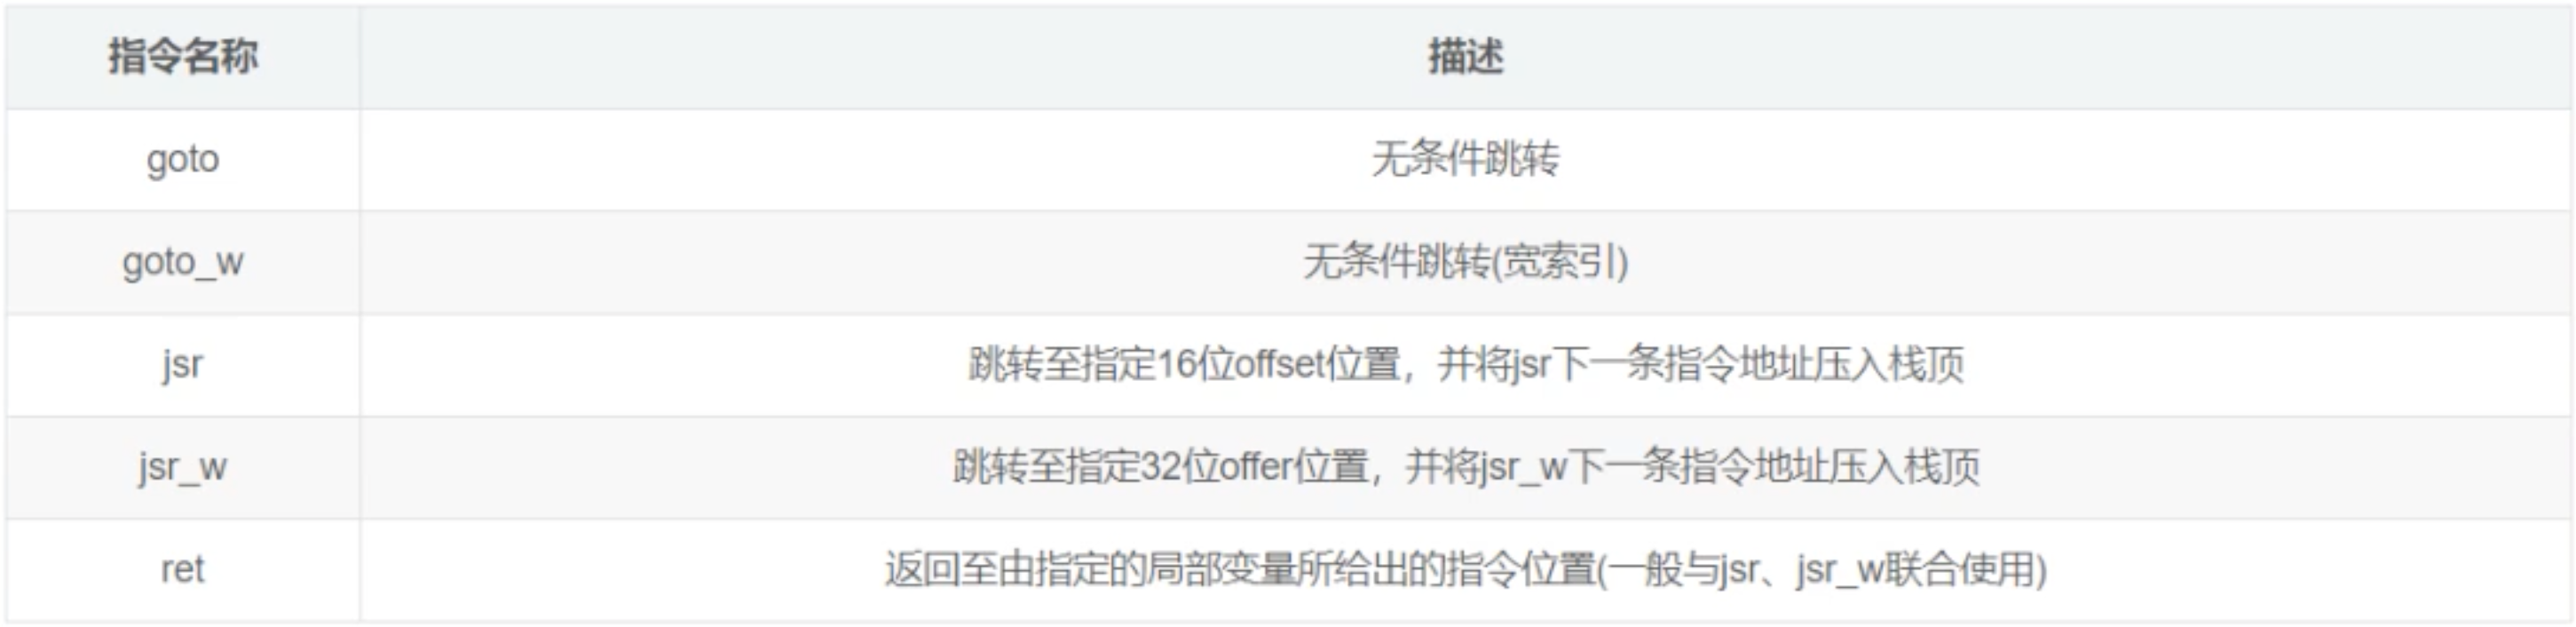 指令名称 描述
goto 无条件跳转
goto_w 无条件跳转(宽索引)
jsr 跳转至指定16位offset位置，并将jsr下一条指令地址压入栈顶
jsr_w 跳转至指定32位offer位置，并将jsr_w下一条指令地址压入栈顶
ret 返回至由指定的局部变量所给出的指令位置(一般与jsr、jsr_w联合使用)